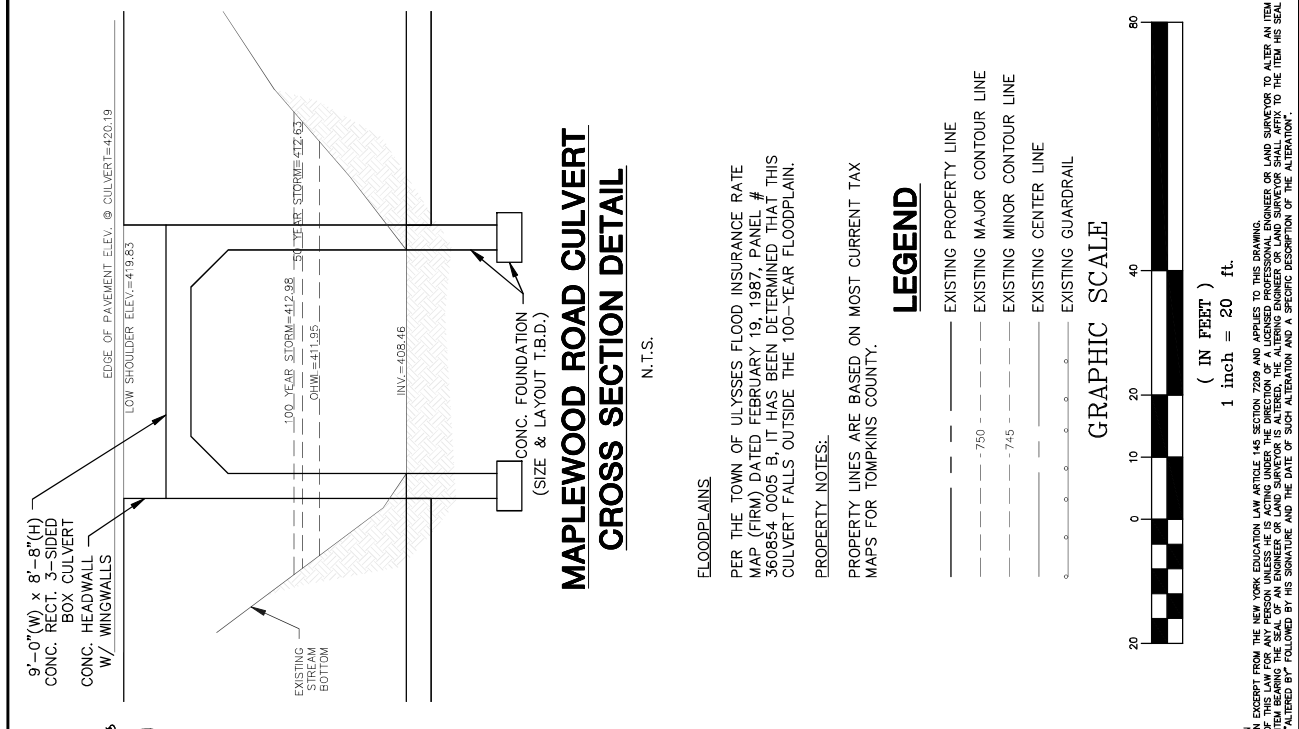 EDGE OF PAVEMENT ELEV. @ CULVERT=420.19
LOW SHOULDER ELEV.=419.83
9'-0"(W) x 8'-8"(H)
CONC. RECT. 3-SIDED
BOX CULVERT
CONC. HEADWALL
W/ WINGWALLS
100 YEAR STORM=412.98
50 YEAR STORM=412.63
OHW=411.95
INV.=408.46
EXISTING
STREAM
BOTTOM
CONC. FOUNDATION
(SIZE & LAYOUT T.B.D.)
MAPLEWOOD ROAD CULVERT
CROSS SECTION DETAIL
N.T.S.
FLOODPLAINS
PER THE TOWN OF ULYSSES FLOOD INSURANCE RATE
MAP (FIRM) DATED FEBRUARY 19, 1987, PANEL #
360854 0005 B, IT HAS BEEN DETERMINED THAT THIS
CULVERT FALLS OUTSIDE THE 100-YEAR FLOODPLAIN.
PROPERTY NOTES:
PROPERTY LINES ARE BASED ON MOST CURRENT TAX
MAPS FOR TOMPKINS COUNTY.
LEGEND
EXISTING PROPERTY LINE
750 EXISTING MAJOR CONTOUR LINE
745 EXISTING MINOR CONTOUR LINE
EXISTING CENTER LINE
EXISTING GUARDRAIL
GRAPHIC SCALE
20 0 10 20 40 80
( IN FEET )
1 inch = 20 ft.
N EXCERPT FROM THE NEW YORK EDUCATION LAW ARTICLE 145 SECTION 7209 AND APPLIES TO THIS DRAWING.
OF THIS LAW FOR ANY PERSON UNLESS HE IS ACTING UNDER THE DIRECTION OF A LICENSED PROFESSIONAL ENGINEER OR LAND SURVEYOR TO ALTER AN ITEM
ITEM BEARING THE SEAL OF AN ENGINEER OR LAND SURVEYOR IS ALTERED, THE ALTERING ENGINEER OR LAND SURVEYOR SHALL AFFIX TO THE ITEM HIS SEAL
"ALTERED BY" FOLLOWED BY HIS SIGNATURE AND THE DATE OF SUCH ALTERATION AND A SPECIFIC DESCRIPTION OF THE ALTERATION".